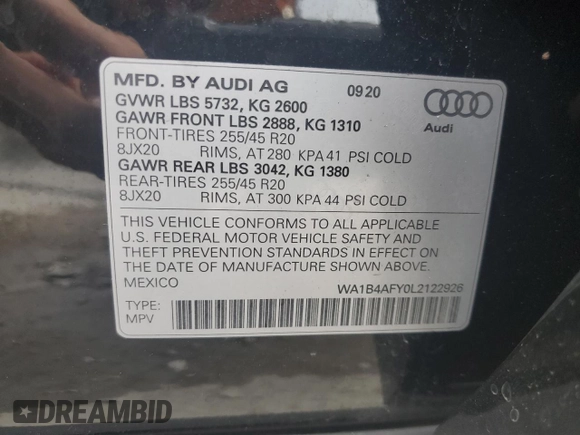 MFD. BY AUDI AG 09 20
GVWR LBS 5732, KG 2600
GAWR FRONT LBS 2888, KG 1310
FRONT-TIRES 255/45 R20
8JX20 RIMS, AT 280 KPA 41 PSI COLD
GAWR REAR LBS 3042, KG 1380
REAR-TIRES 255/45 R20
8JX20 RIMS, AT 300 KPA 44 PSI COLD
Audi
THIS VEHICLE CONFORMS TO ALL APPLICABLE
U.S. FEDERAL MOTOR VEHICLE SAFETY AND
THEFT PREVENTION STANDARDS IN EFFECT ON
THE DATE OF MANUFACTURE SHOWN ABOVE.
MEXICO WA1B4AFY0L2122926
TYPE:
MPV
DREAMBID